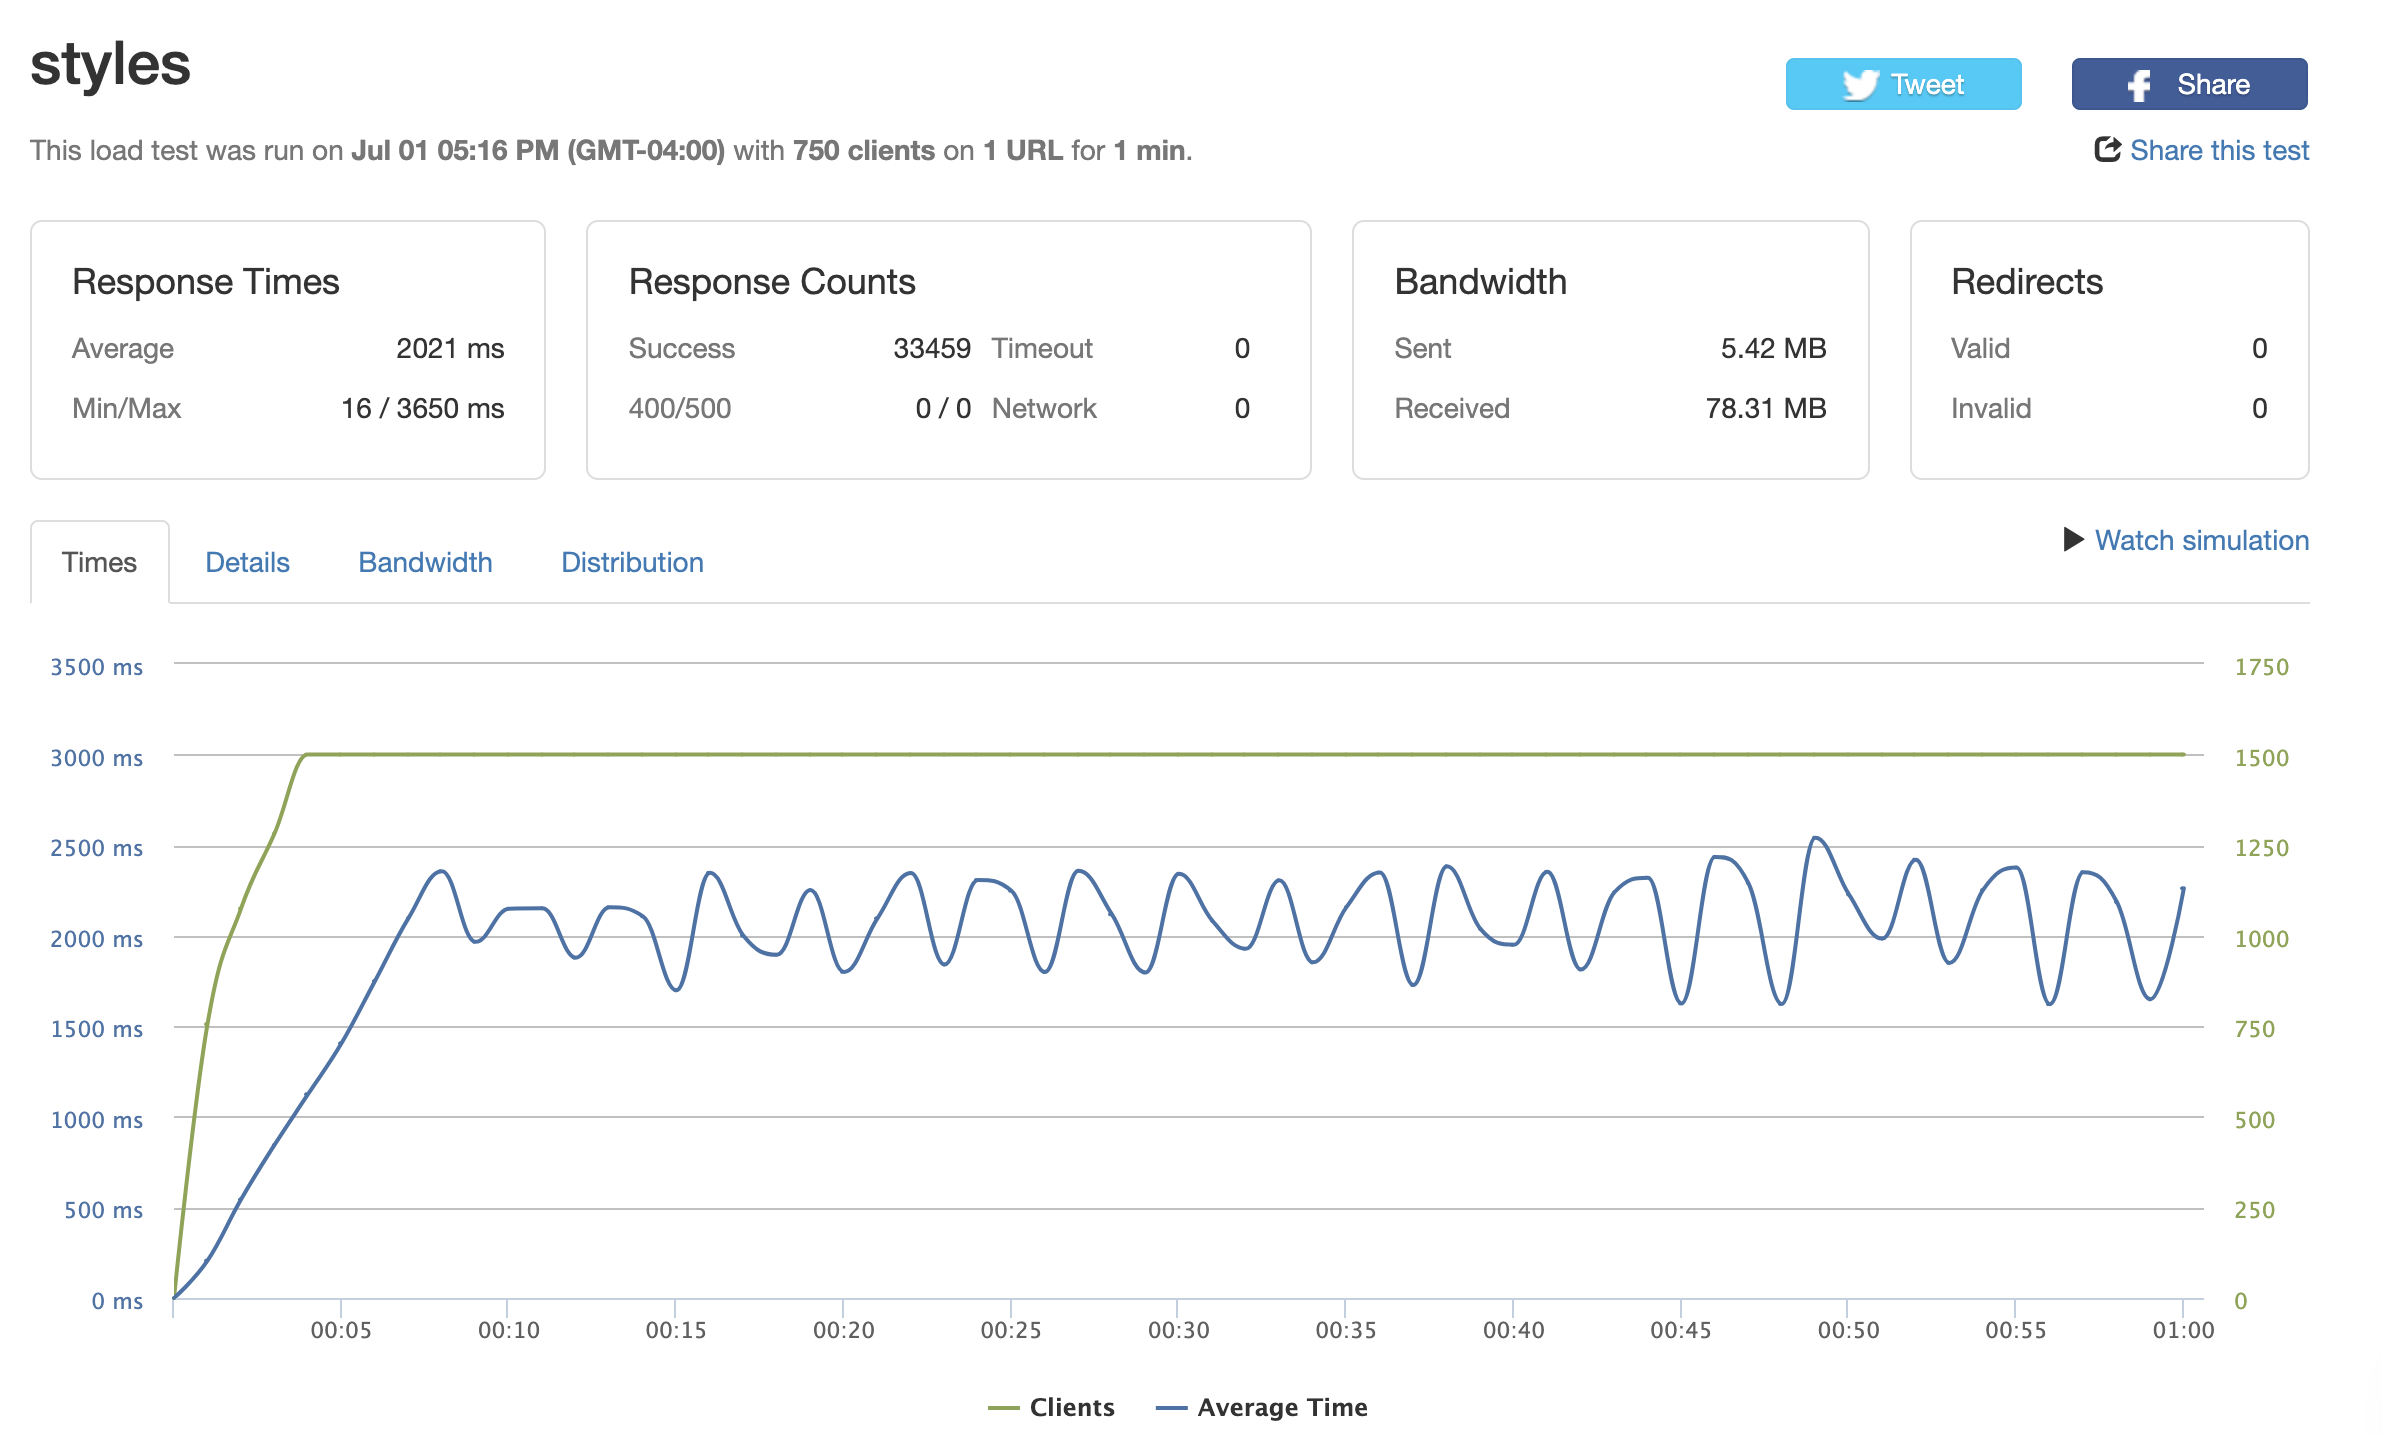 styles
Tweet
Share
This load test was run on Jul 01 05:16 PM (GMT-04:00) with 750 clients on 1 URL for 1 min.
Share this test
Response Times
Average 2021 ms
Min/Max 16 / 3650 ms
Response Counts
Success 33459 Timeout 0
400/500 0 / 0 Network 0
Bandwidth
Sent 5.42 MB
Received 78.31 MB
Redirects
Valid 0
Invalid 0
Times Details Bandwidth Distribution
Watch simulation
3500 ms 1750
3000 ms 1500
2500 ms 1250
2000 ms 1000
1500 ms 750
1000 ms 500
500 ms 250
0 ms 0
00:05 00:10 00:15 00:20 00:25 00:30 00:35 00:40 00:45 00:50 00:55 01:00
Clients Average Time